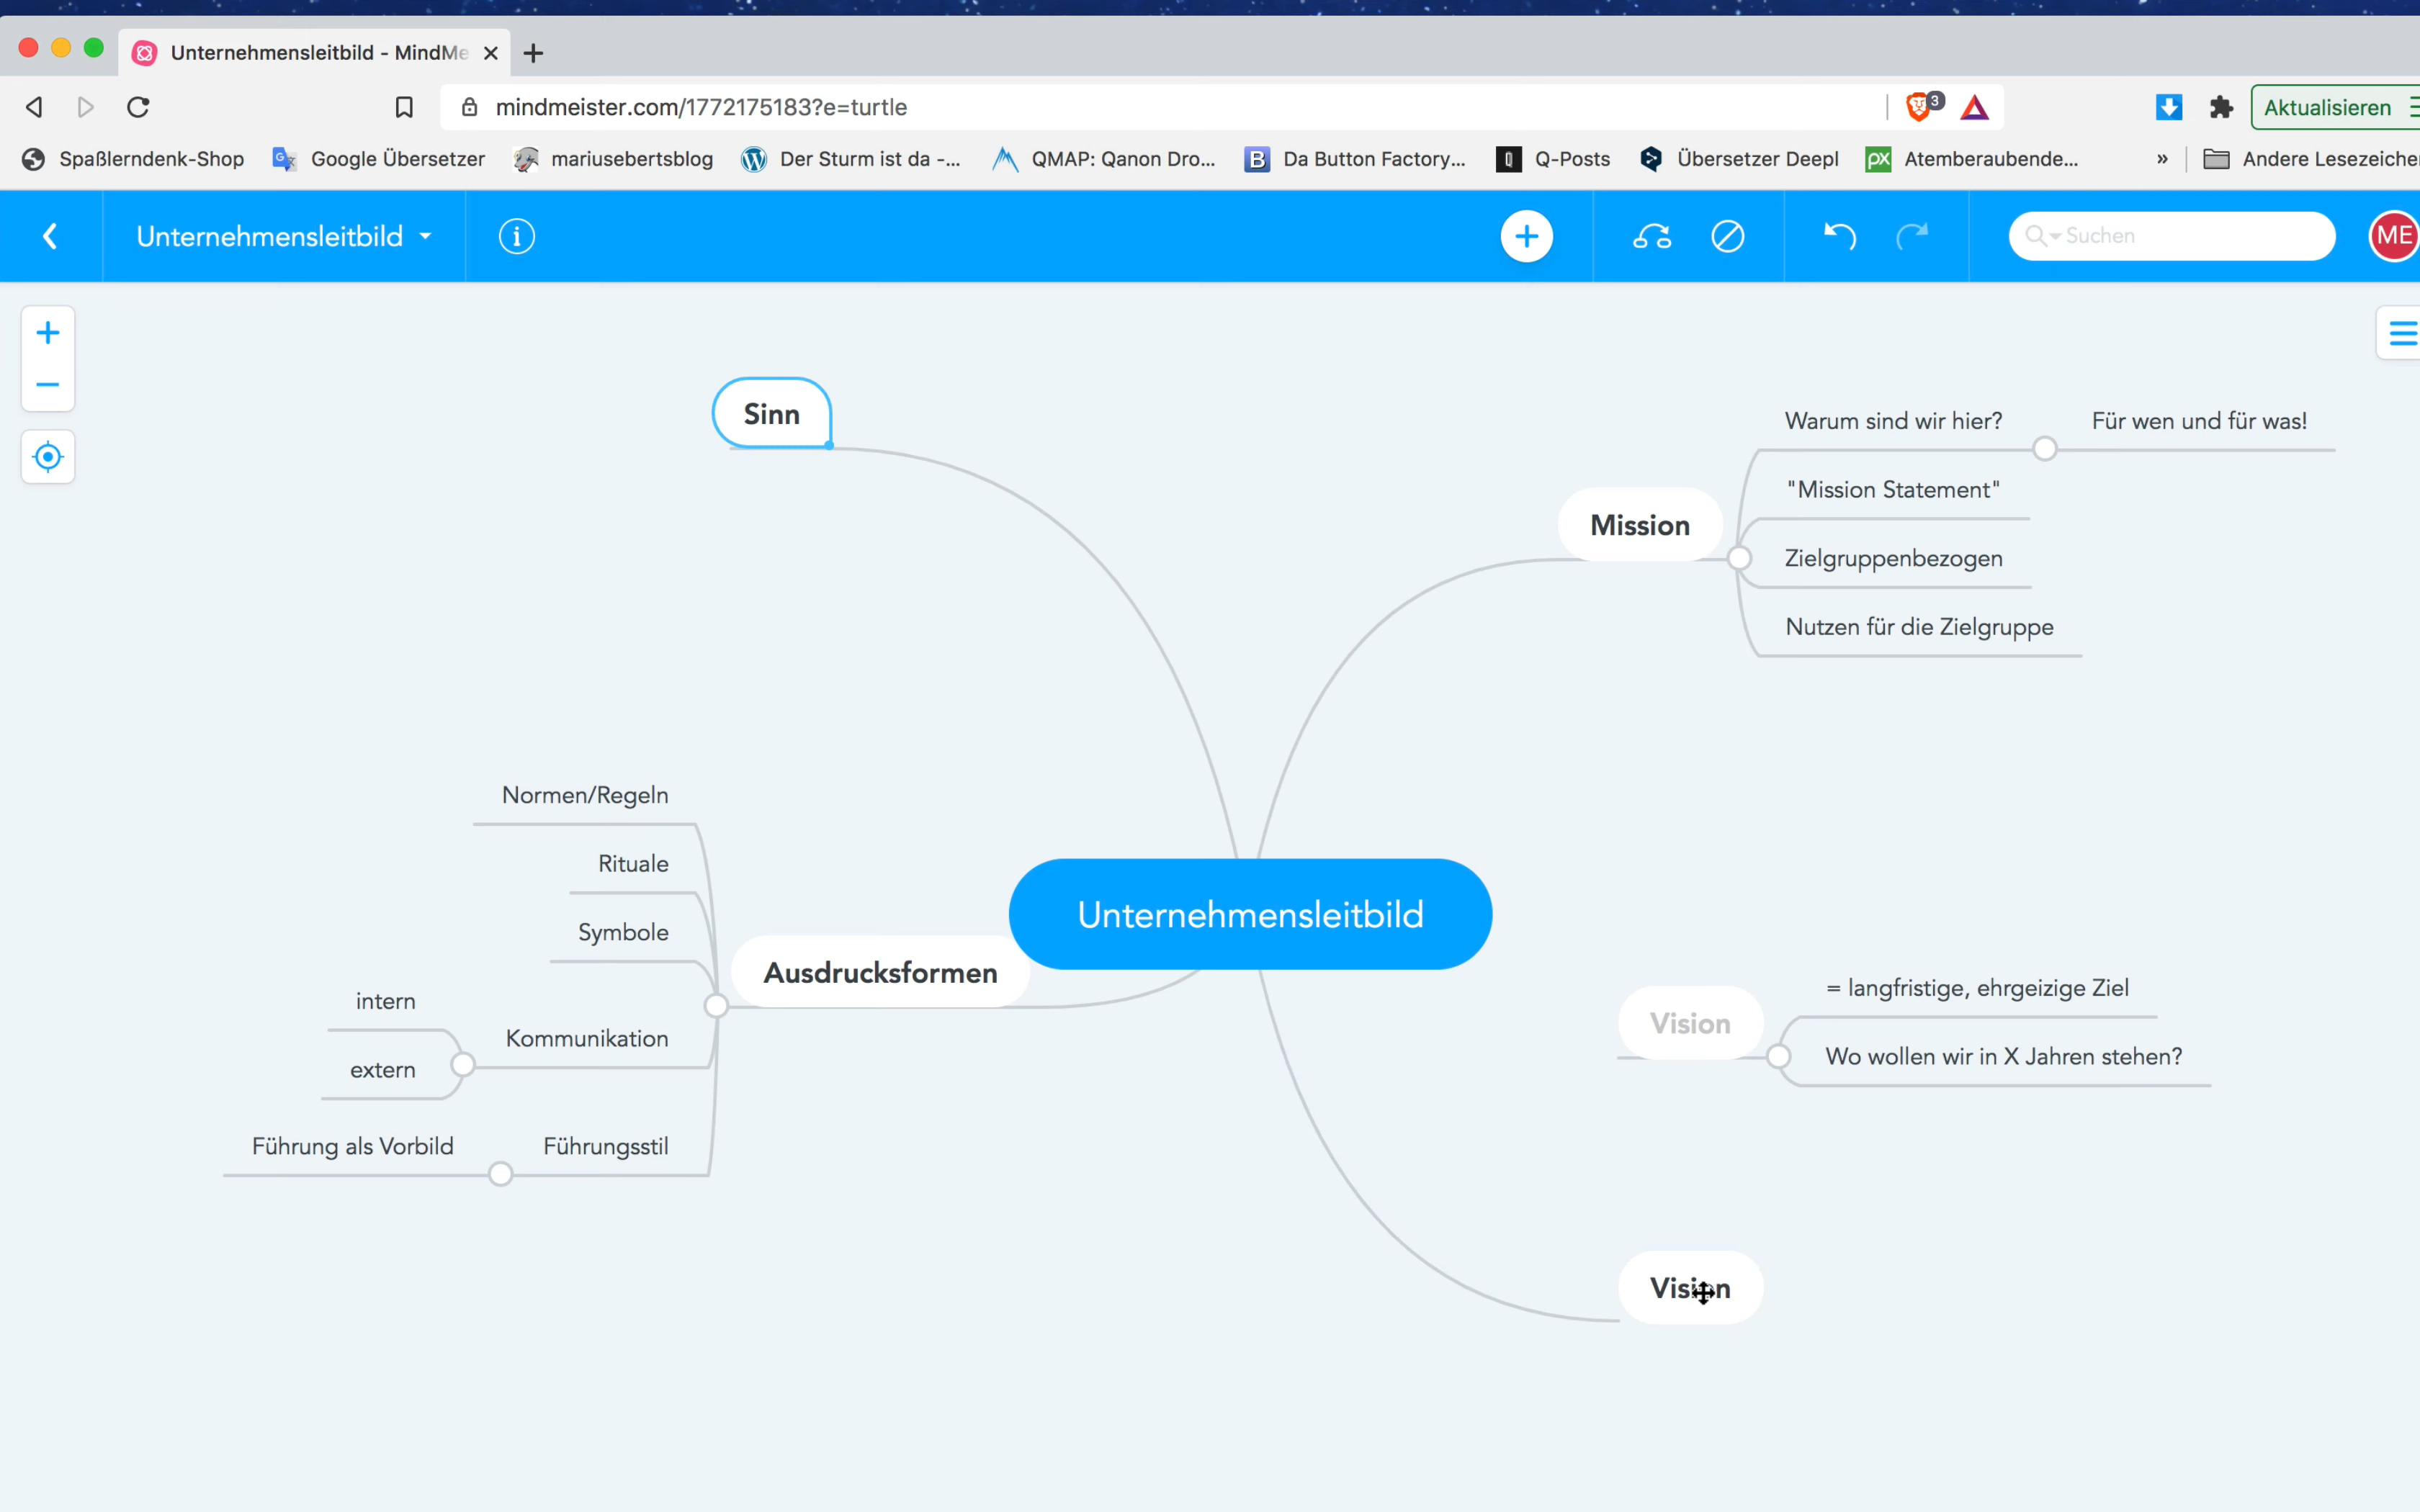 Unternehmensleitbild - MindMe
mindmeister.com/1772175183?e=turtle
3
Aktualisieren
Spaßlerndenk-Shop
Google Übersetzer
mariusebertsblog
Der Sturm ist da -...
QMAP: Qanon Dro...
Da Button Factory...
Q-Posts
Übersetzer Deepl
Atemberaubende...
»
Andere Lesezeiche
Unternehmensleitbild
Suchen
ME
Sinn
Mission
Warum sind wir hier?
Für wen und für was!
"Mission Statement"
Zielgruppenbezogen
Nutzen für die Zielgruppe
Normen/Regeln
Rituale
Symbole
Kommunikation
intern
extern
Führungsstil
Führung als Vorbild
Ausdrucksformen
Unternehmensleitbild
Vision
= langfristige, ehrgeizige Ziel
Wo wollen wir in X Jahren stehen?
Vision